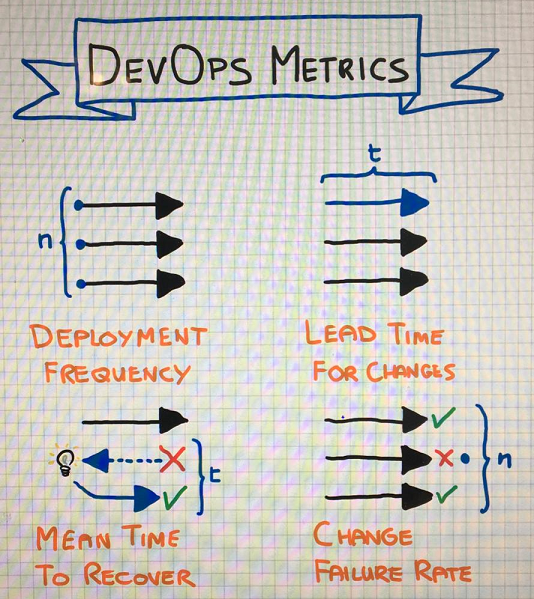 DEVOPS METRICS
t
n
DEPLOYMENT
FREQUENCY
LEAD TIME
FOR CHANGES
t
n
MEAN TIME
TO RECOVER
CHANGE
FAILURE RATE